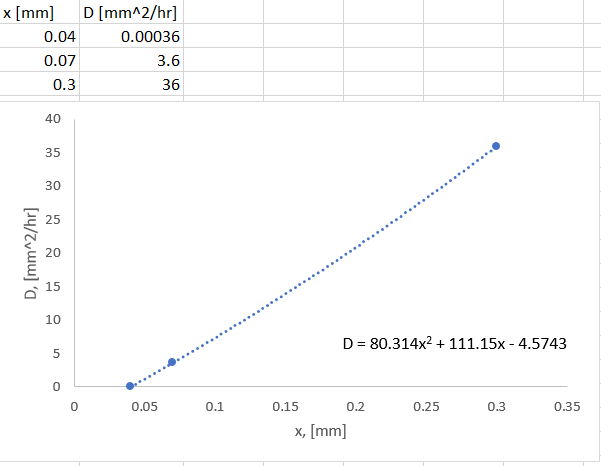 x [mm] D [mm^2/hr]
0.04 0.00036
0.07 3.6
0.3 36
40
35
30
25
20
15
10
5
0
D, [mm^2/hr]
D = 80.314x² + 111.15x - 4.5743
0 0.05 0.1 0.15 0.2 0.25 0.3 0.35
x, [mm]